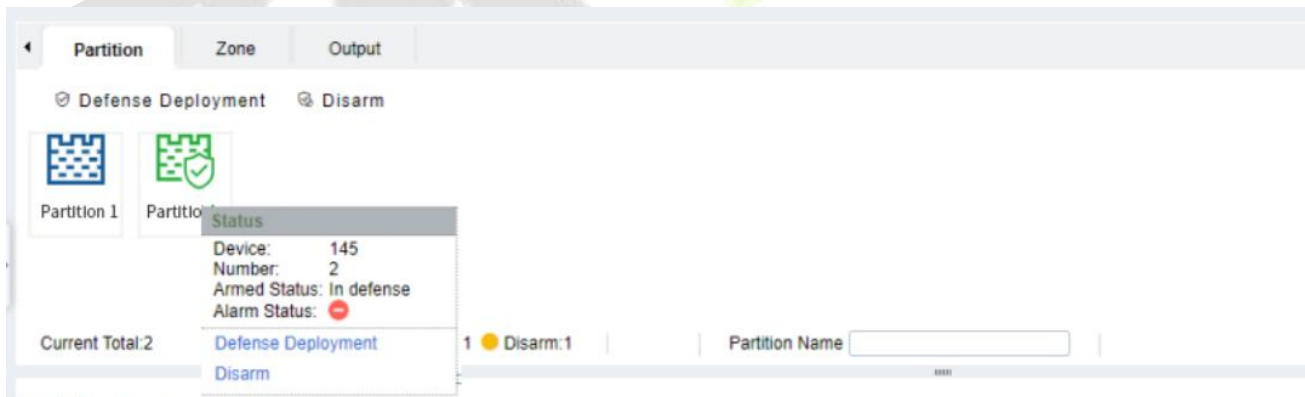 Partition Zone Output
Defense Deployment Disarm
Partition 1 Partitio
Status
Device: 145
Number: 2
Armed Status: In defense
Alarm Status:
Current Total:2 1 Disarm:1 Partition Name
Defense Deployment
Disarm